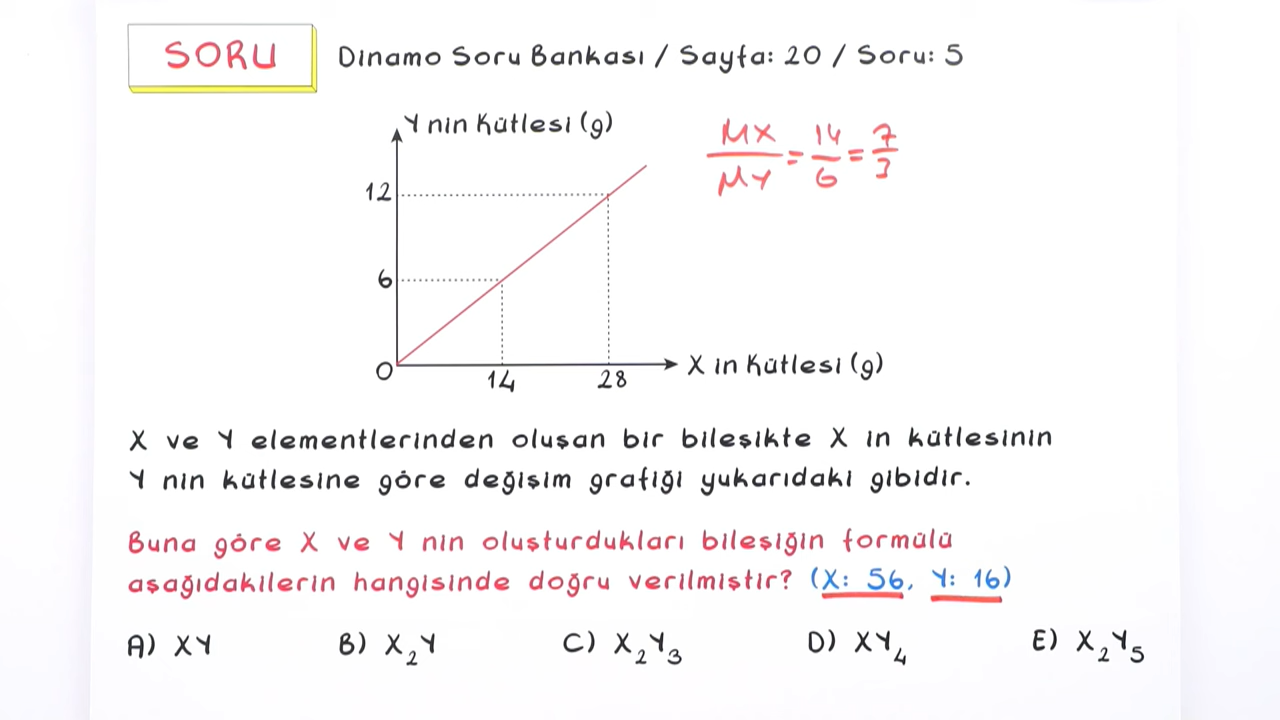 SORU
Dinamo Soru Bankası / Sayfa: 20 / Soru: 5
Y nin Kütlesi (g)
MX/MY = 14/6 = 7/3
12
6
0
14
28
X in Kütlesi (g)
X ve Y elementlerinden oluşan bir bileşikte X in kütlesinin
Y nin kütlesine göre değişim grafiği yukarıdaki gibidir.
Buna göre X ve Y nin oluşturdukları bileşiğin formülü
aşağıdakilerin hangisinde doğru verilmiştir? (X: 56, Y: 16)
A) XY B) X₂Y C) X₂Y₃ D) XY₄ E) X₂Y₅